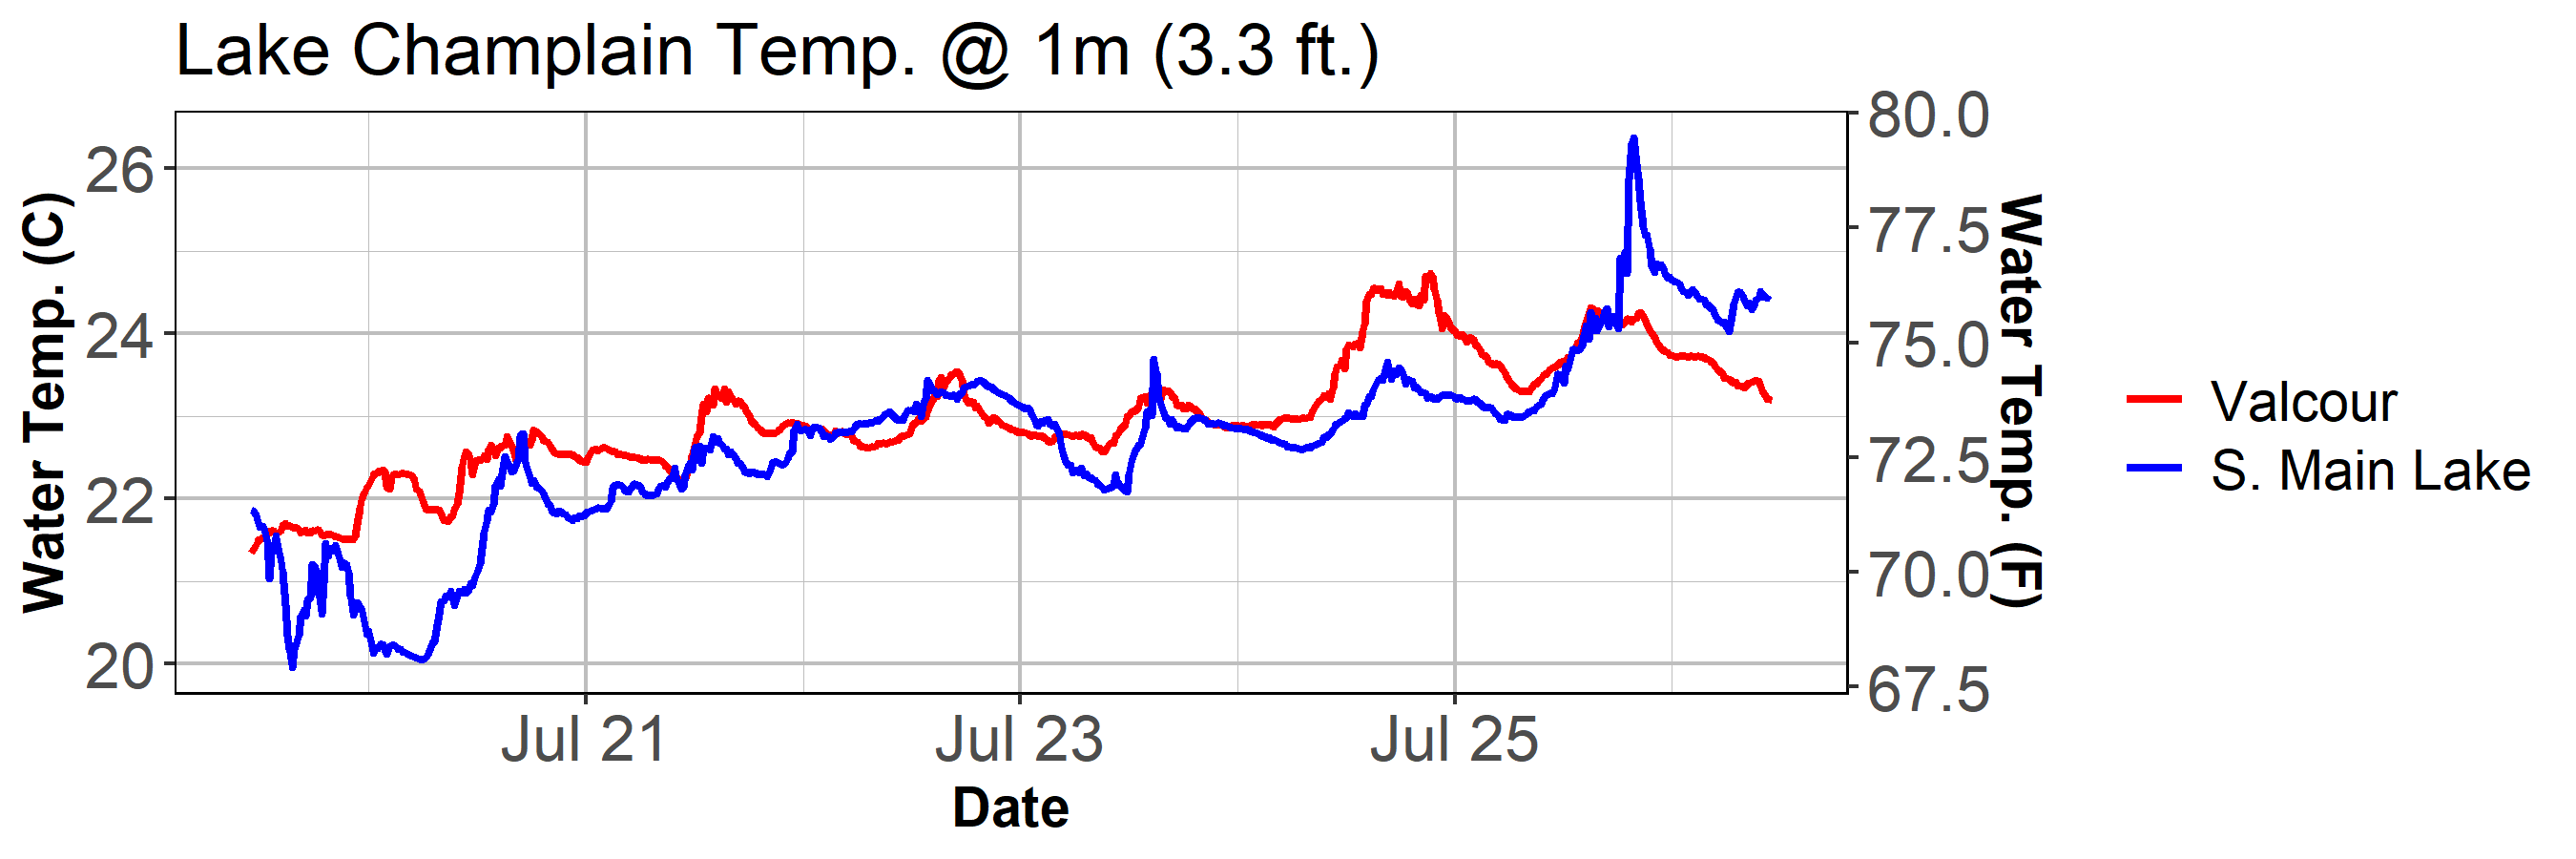 Lake Champlain Temp. @ 1m (3.3 ft.)
Water Temp. (C)
26
24
22
20
80.0
77.5
75.0
72.5
70.0
67.5
Water Temp. (F)
Jul 21
Jul 23
Jul 25
Date
Valcour
S. Main Lake